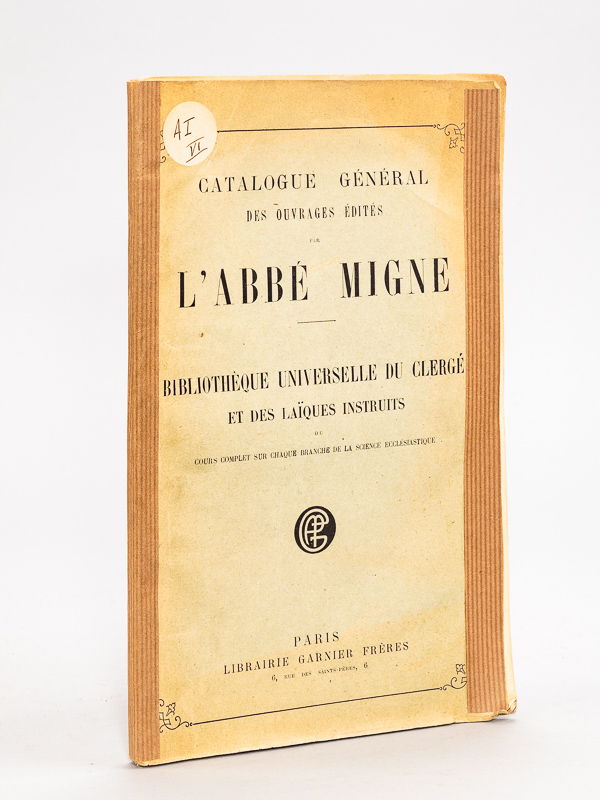 AI
VI
CATALOGUE GÉNÉRAL
DES OUVRAGES ÉDITÉS
PAR
L'ABBÉ MIGNE
BIBLIOTHÈQUE UNIVERSELLE DU CLERGÉ
ET DES LAÏQUES INSTRUITS
OU
COURS COMPLET SUR CHAQUE BRANCHE DE LA SCIENCE ECCLÉSIASTIQUE
PARIS
LIBRAIRIE GARNIER FRÈRES
6, RUE DES SAINTS-PÈRES, 6